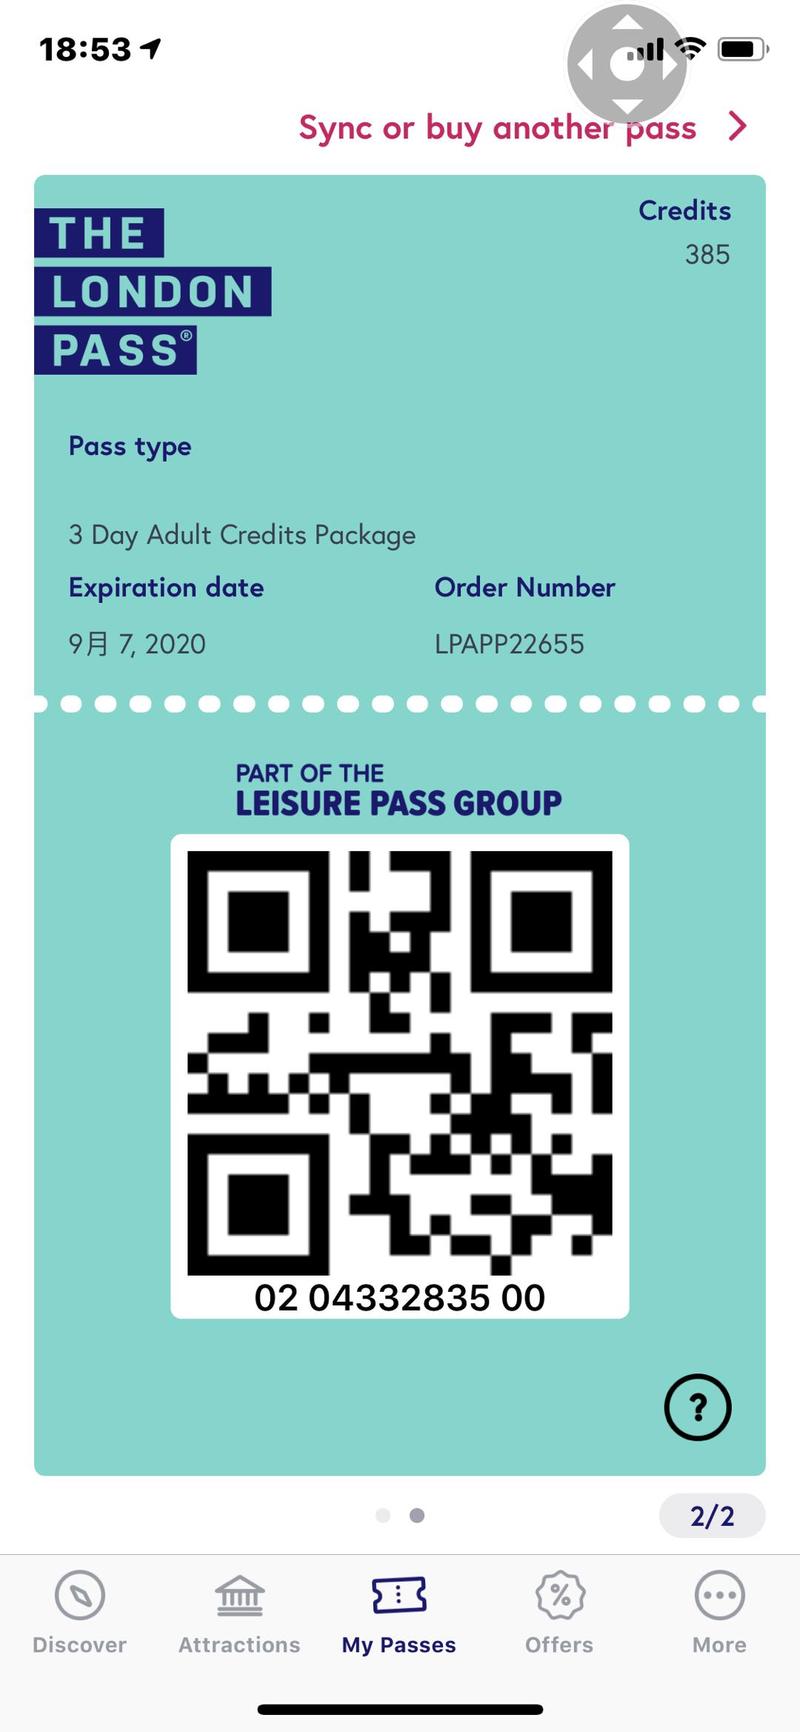 18:53
Sync or buy another pass
THE
LONDON
PASS®
Credits
385
Pass type
3 Day Adult Credits Package
Expiration date
Order Number
9月 7, 2020
LPAPP22655
PART OF THE
LEISURE PASS GROUP
02 04332835 00
?
2/2
Discover
Attractions
My Passes
Offers
More